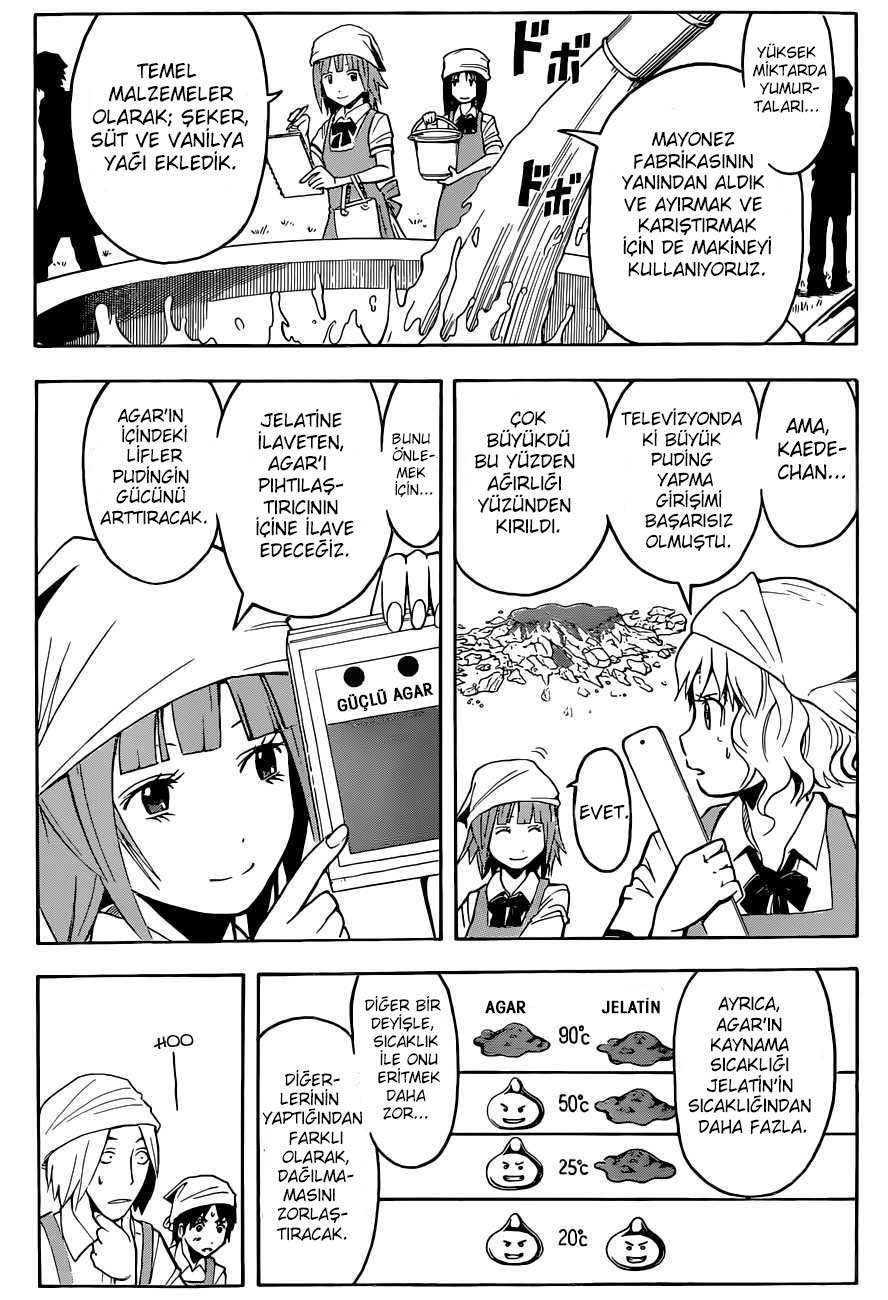 YÜKSEK
MİKTARDA
YUMUR-
TALARI...
MAYONEZ
FABRİKASININ
YANINDAN ALDIK
VE AYIRMAK VE
KARIŞTIRMAK
İÇİN DE MAKİNEYİ
KULLANIYORUZ.
ドボ
ドボ
TEMEL
MALZEMELER
OLARAK; ŞEKER,
SÜT VE VANİLYA
YAĞI EKLEDİK.
AMA,
KAEDE-
CHAN...
TELEVİZYONDA
Kİ BÜYÜK
PUDİNG
YAPMA
GİRİŞİMİ
BAŞARISIZ
OLMUŞTU.
ÇOK
BÜYÜKDÜ
BU YÜZDEN
AĞIRLIĞI
YÜZÜNDEN
KIRILDI.
EVET.
BUNU
ÖNLE-
MEK
İÇİN...
JELATİNE
İLAVETEN,
AGAR'I
PIHTILAŞ-
TIRICININ
İÇİNE İLAVE
EDECEĞİZ.
AGAR'IN
İÇİNDEKİ
LİFLER
PUDİNGİN
GÜCÜNÜ
ARTTIRACAK.
GÜÇLÜ AGAR
AYRICA,
AGAR'IN
KAYNAMA
SICAKLIĞI
JELATİN'İN
SICAKLIĞINDAN
DAHA FAZLA.
AGAR JELATİN
90°C
50°C
25°C
20°C
DİĞER BİR
DEYİŞLE,
SICAKLIK
İLE ONU
ERİTMEK
DAHA
ZOR...
DİĞER-
LERİNİN
YAPTIĞINDAN
FARKLI
OLARAK,
DAĞILMA-
MASINI
ZORLAŞ-
TIRACAK.
HOO